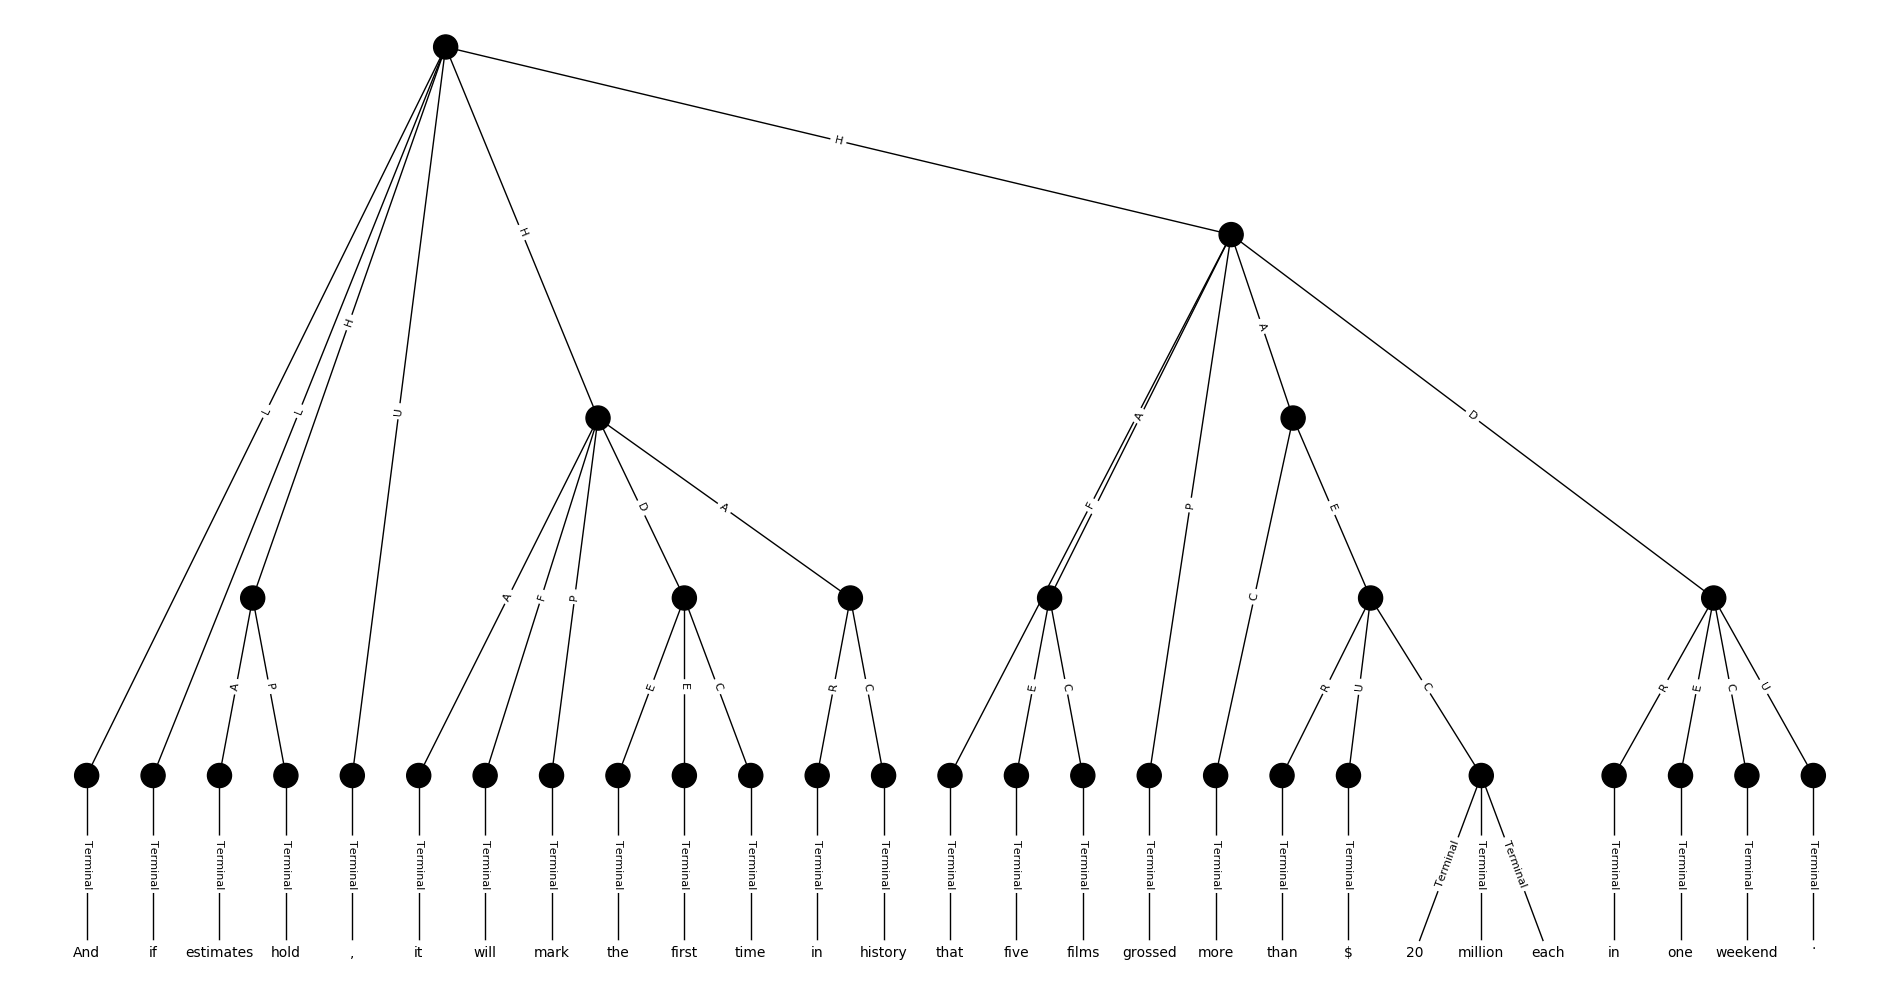 H
H
H
A
A
L
L
U
D
F
P
D
A
E
A
F
P
C
A
P
E
E
C
R
C
E
C
R
U
C
R
E
C
U
Terminal Terminal Terminal Terminal Terminal Terminal Terminal Terminal Terminal Terminal Terminal Terminal Terminal Terminal Terminal Terminal Terminal Terminal Terminal Terminal Terminal Terminal Terminal Terminal Terminal Terminal Terminal
And if estimates hold , it will mark the first time in history that five films grossed more than $ 20 million each in one weekend .